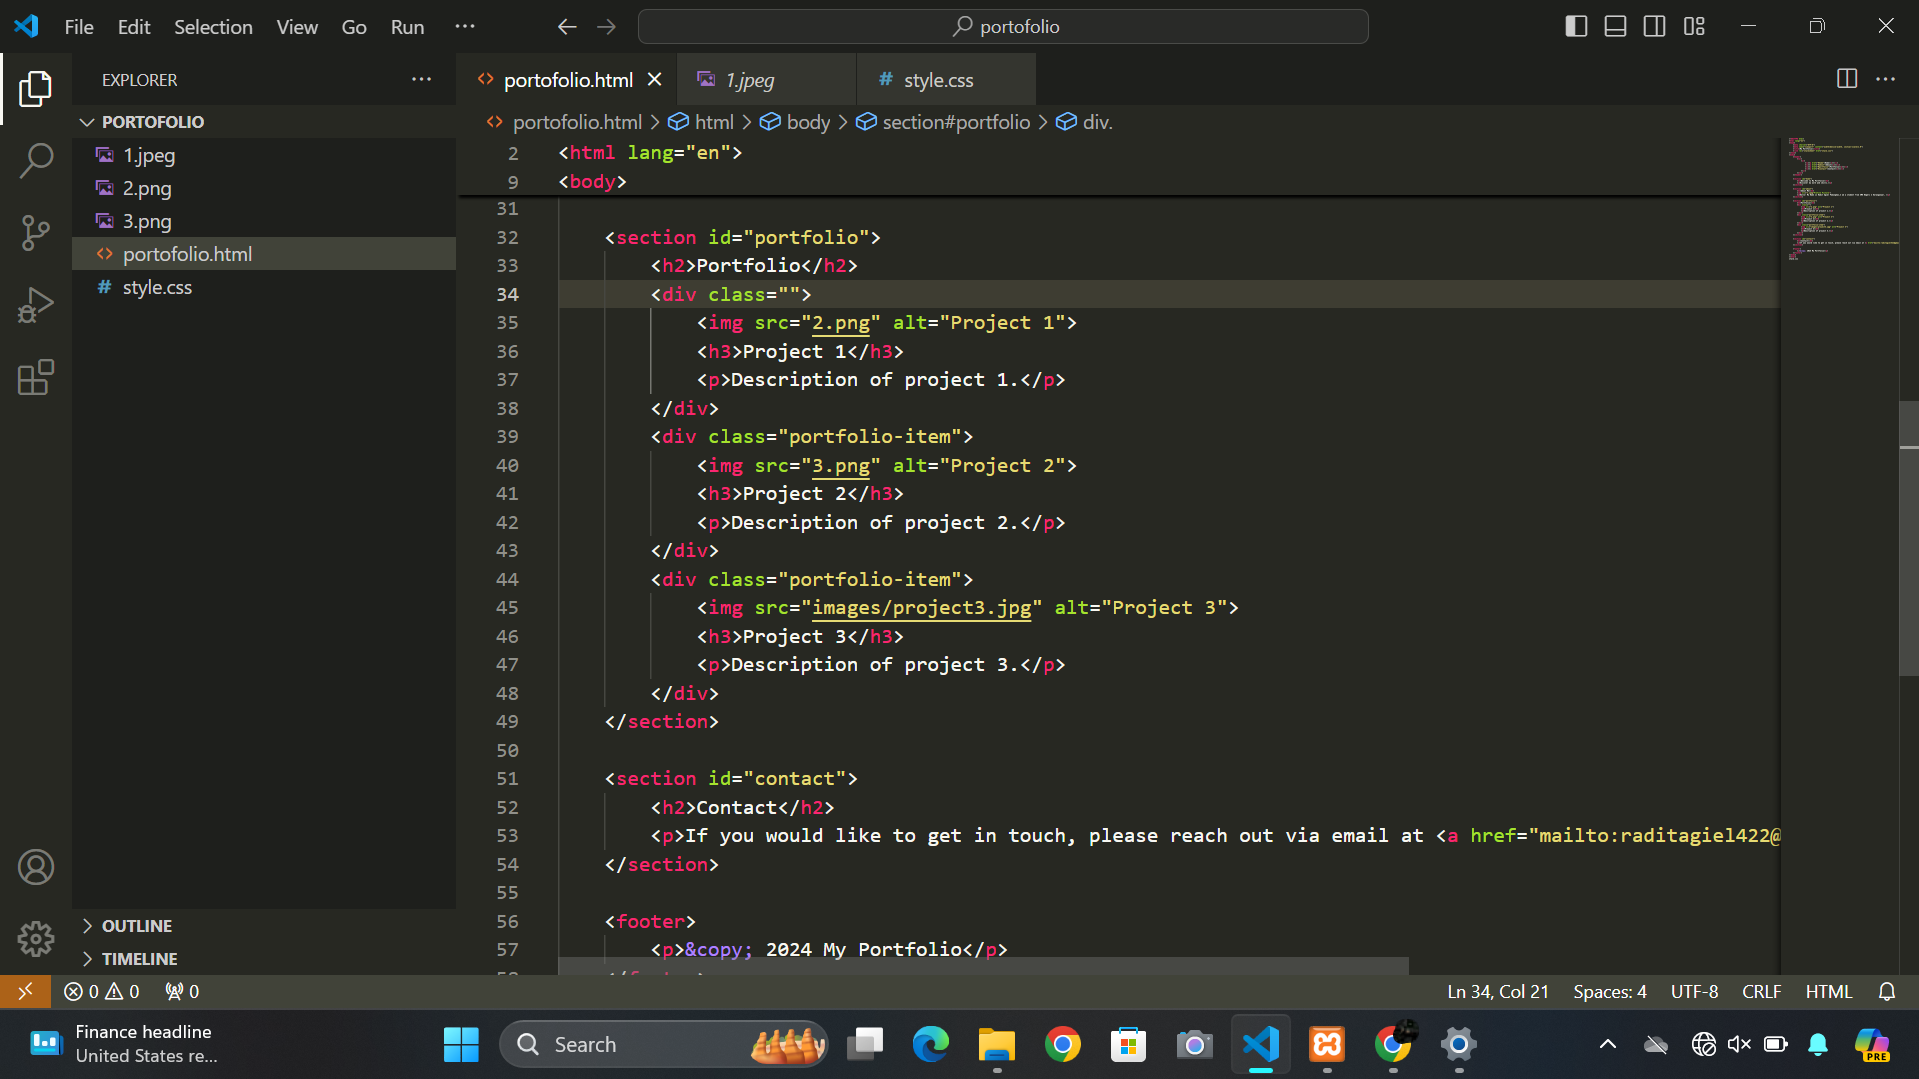 File Edit Selection View Go Run ··· portofolio
EXPLORER ···
portofolio.html 1.jpeg # style.css ···
PORTOFOLIO
1.jpeg
2.png
3.png
<> portofolio.html
# style.css
OUTLINE
TIMELINE
<> portofolio.html > html > body > section#portfolio > div.
2 <html lang="en">
9 <body>
31
32 <section id="portfolio">
33 <h2>Portfolio</h2>
34 <div class="">
35 <img src="2.png" alt="Project 1">
36 <h3>Project 1</h3>
37 <p>Description of project 1.</p>
38 </div>
39 <div class="portfolio-item">
40 <img src="3.png" alt="Project 2">
41 <h3>Project 2</h3>
42 <p>Description of project 2.</p>
43 </div>
44 <div class="portfolio-item">
45 <img src="images/project3.jpg" alt="Project 3">
46 <h3>Project 3</h3>
47 <p>Description of project 3.</p>
48 </div>
49 </section>
50
51 <section id="contact">
52 <h2>Contact</h2>
53 <p>If you would like to get in touch, please reach out via email at <a href="mailto:raditagiel422@
54 </section>
55
56 <footer>
57 <p>&copy; 2024 My Portfolio</p>
0 0 0 Ln 34, Col 21 Spaces: 4 UTF-8 CRLF HTML
Finance headline
United States re...
Search
PRE